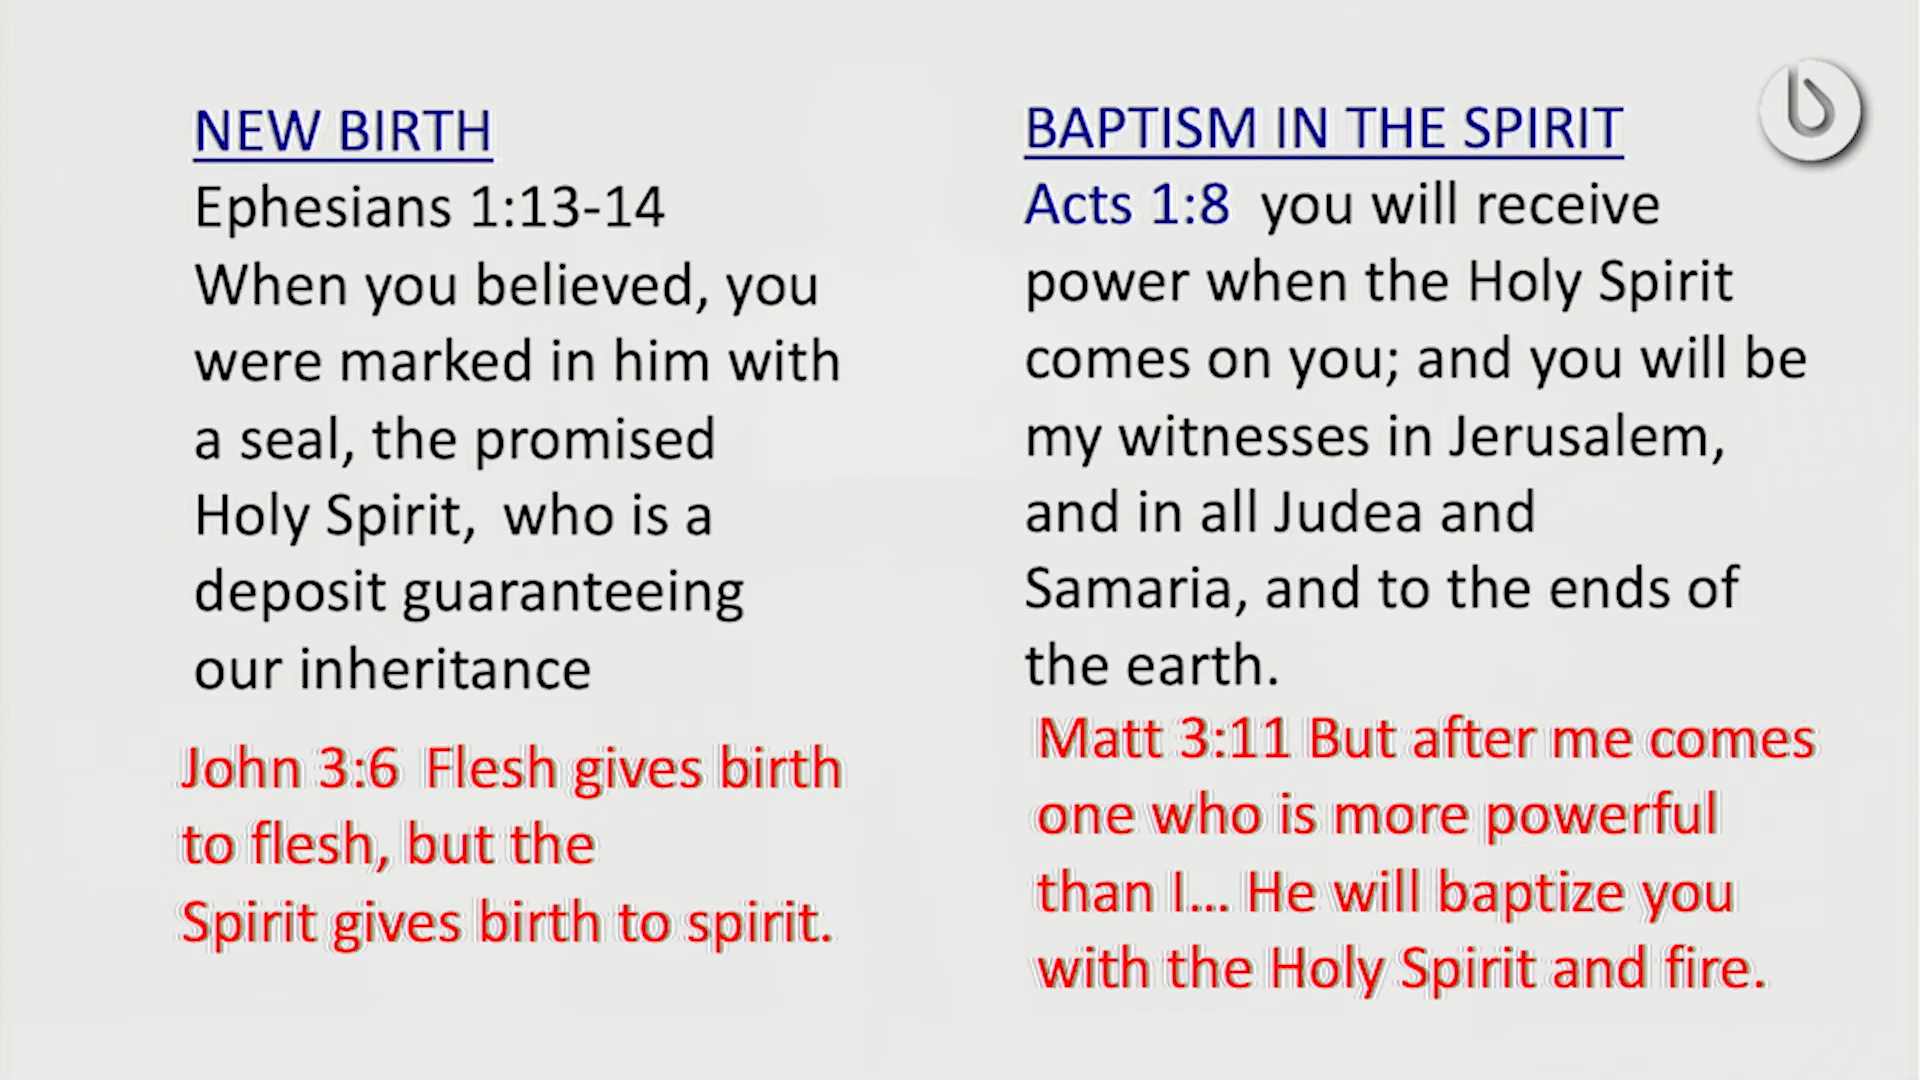 NEW BIRTH
Ephesians 1:13-14
When you believed, you
were marked in him with
a seal, the promised
Holy Spirit,  who is a
deposit guaranteeing
our inheritance
John 3:6  Flesh gives birth
to flesh, but the
Spirit gives birth to spirit.
BAPTISM IN THE SPIRIT
Acts 1:8  you will receive
power when the Holy Spirit
comes on you; and you will be
my witnesses in Jerusalem,
and in all Judea and
Samaria, and to the ends of
the earth.
Matt 3:11 But after me comes
one who is more powerful
than I... He will baptize you
with the Holy Spirit and fire.